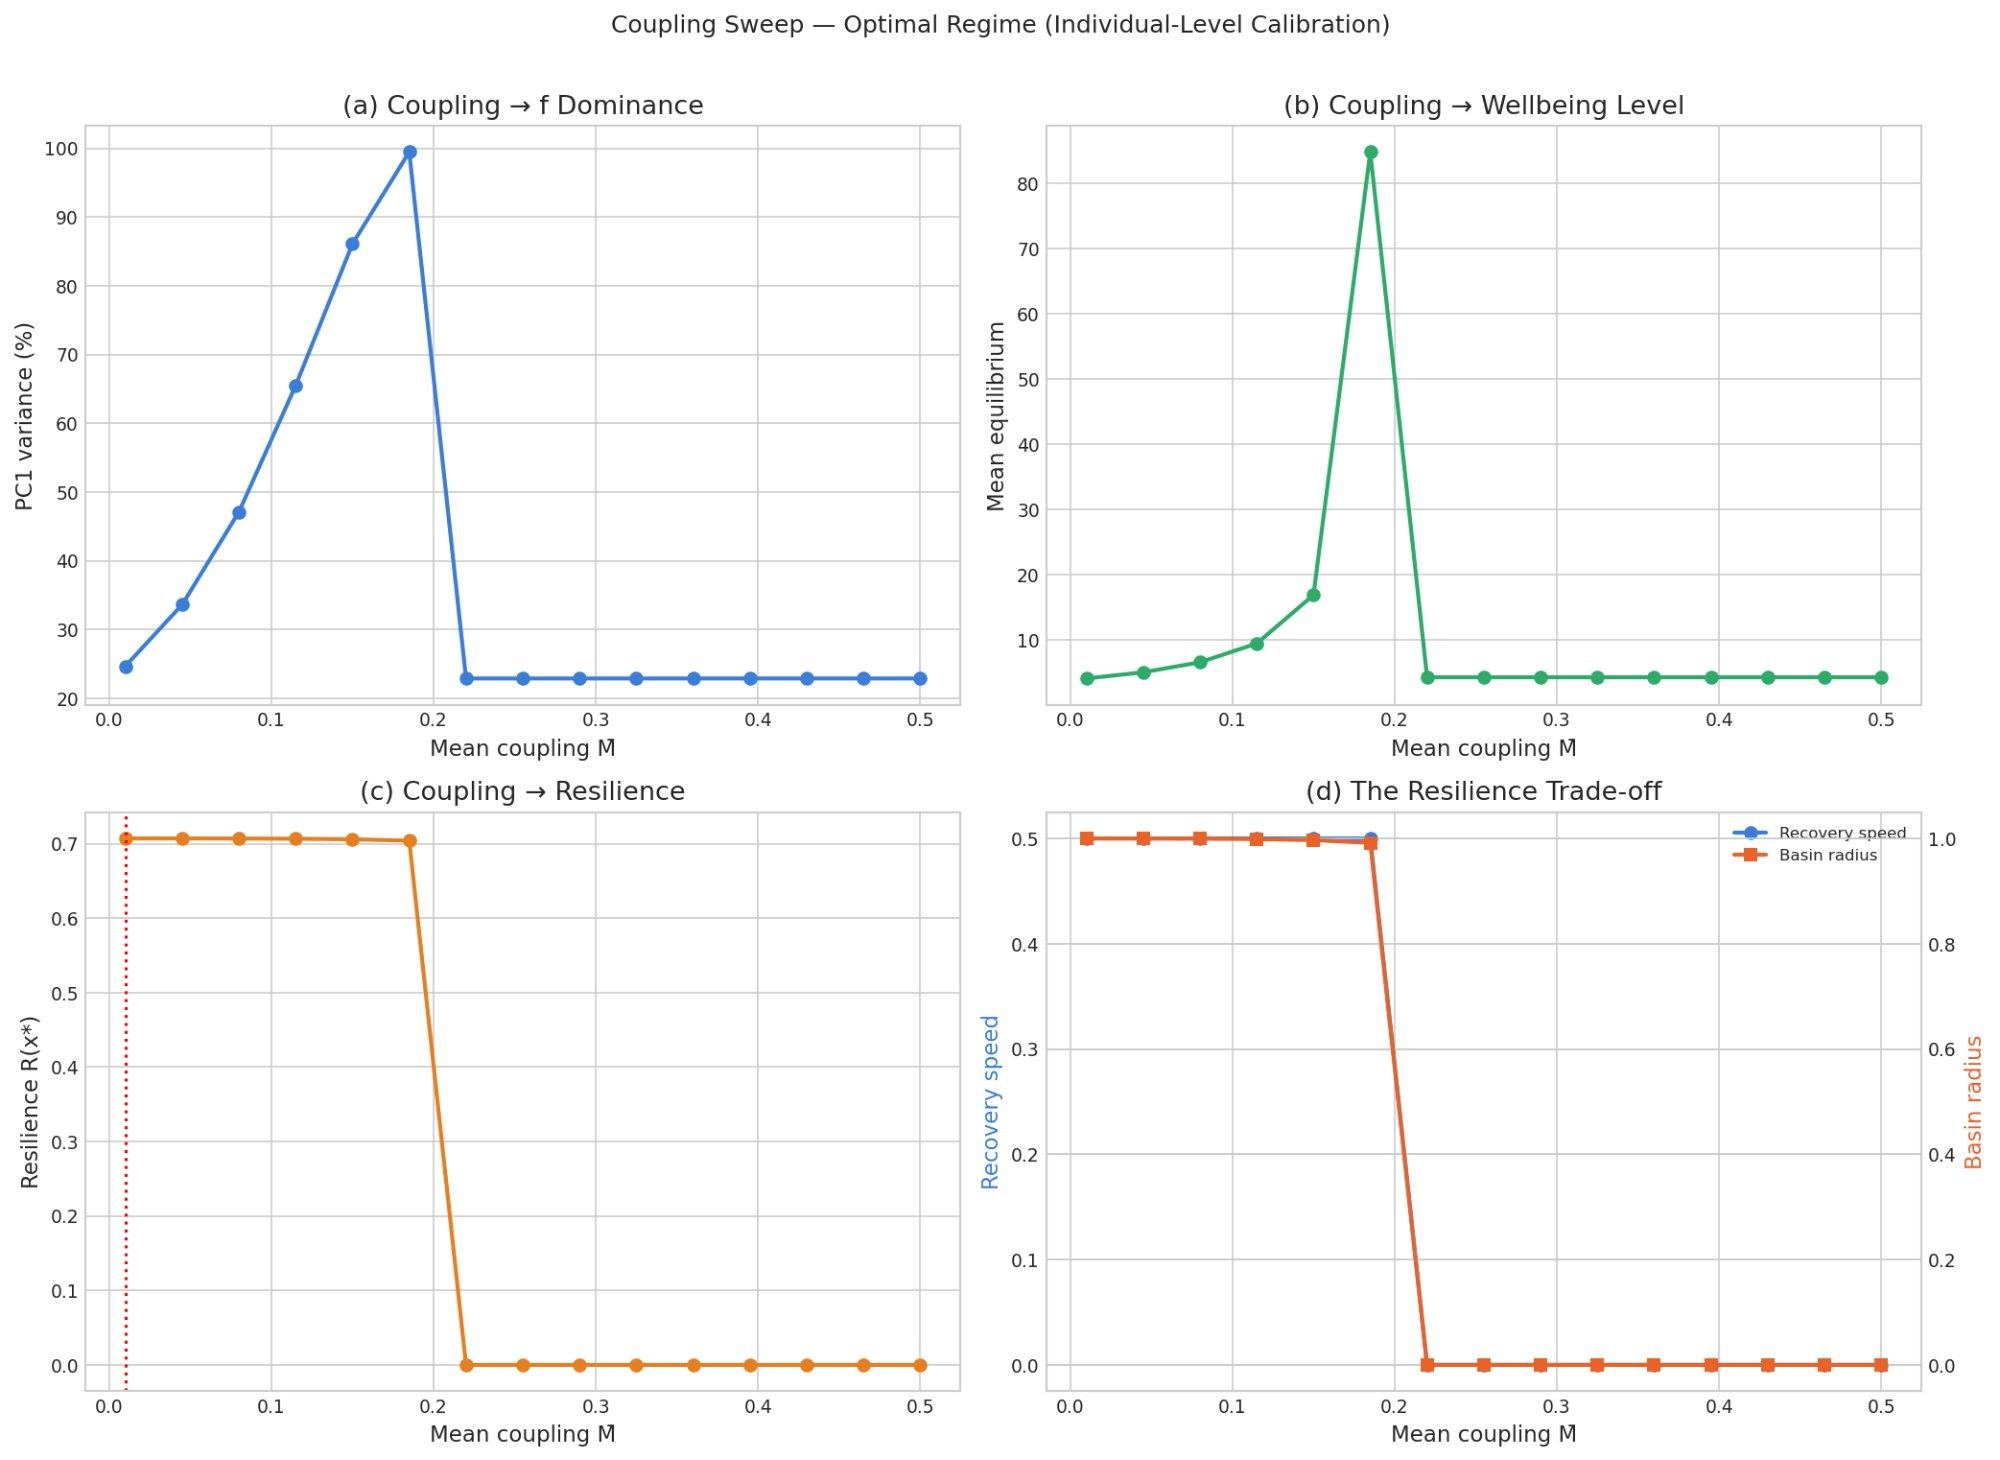 Coupling Sweep — Optimal Regime (Individual-Level Calibration)
(a) Coupling → f Dominance
PC1 variance (%)
100
90
80
70
60
50
40
30
20
0.0 0.1 0.2 0.3 0.4 0.5
Mean coupling M̄
(b) Coupling → Wellbeing Level
Mean equilibrium
80
70
60
50
40
30
20
10
0.0 0.1 0.2 0.3 0.4 0.5
Mean coupling M̄
(c) Coupling → Resilience
Resilience R(x*)
0.7
0.6
0.5
0.4
0.3
0.2
0.1
0.0
0.0 0.1 0.2 0.3 0.4 0.5
Mean coupling M̄
(d) The Resilience Trade-off
Recovery speed
0.5
0.4
0.3
0.2
0.1
0.0
Recovery speed
Basin radius
1.0
0.8
0.6
0.4
0.2
0.0
Basin radius
0.0 0.1 0.2 0.3 0.4 0.5
Mean coupling M̄